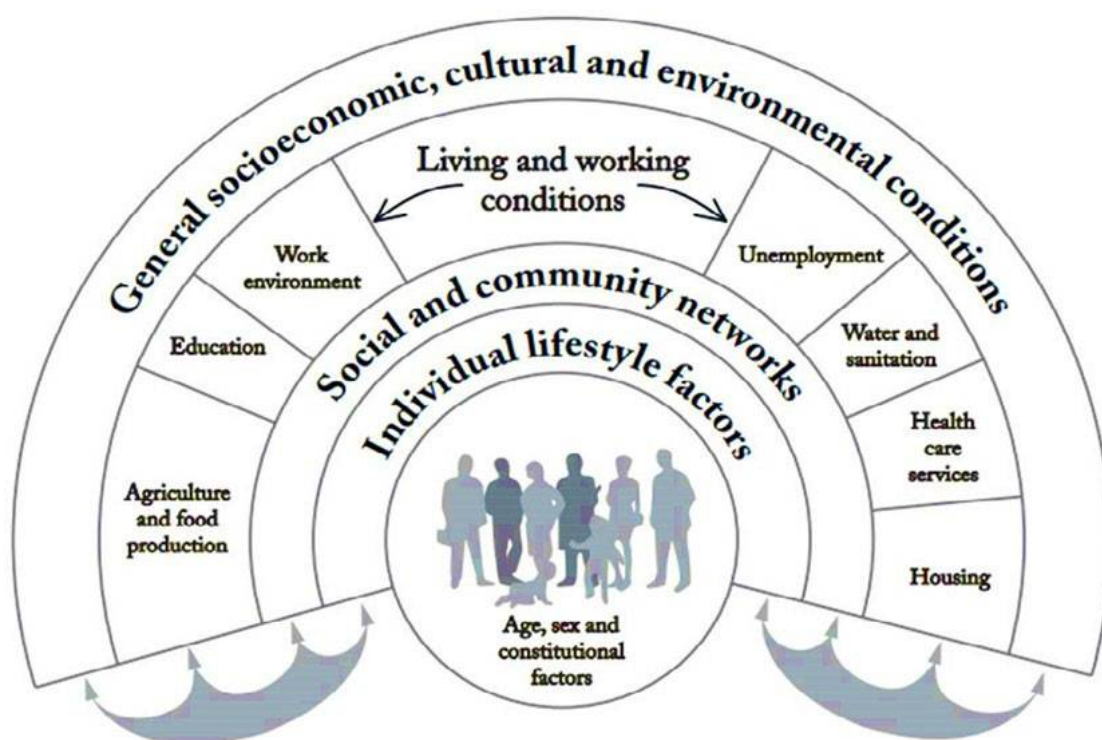 General socioeconomic, cultural and environmental conditions
Living and working
conditions
Work
environment
Unemployment
Education
Water and
sanitation
Agriculture
and food
production
Health
care
services
Housing
Social and community networks
Individual lifestyle factors
Age, sex and
constitutional
factors